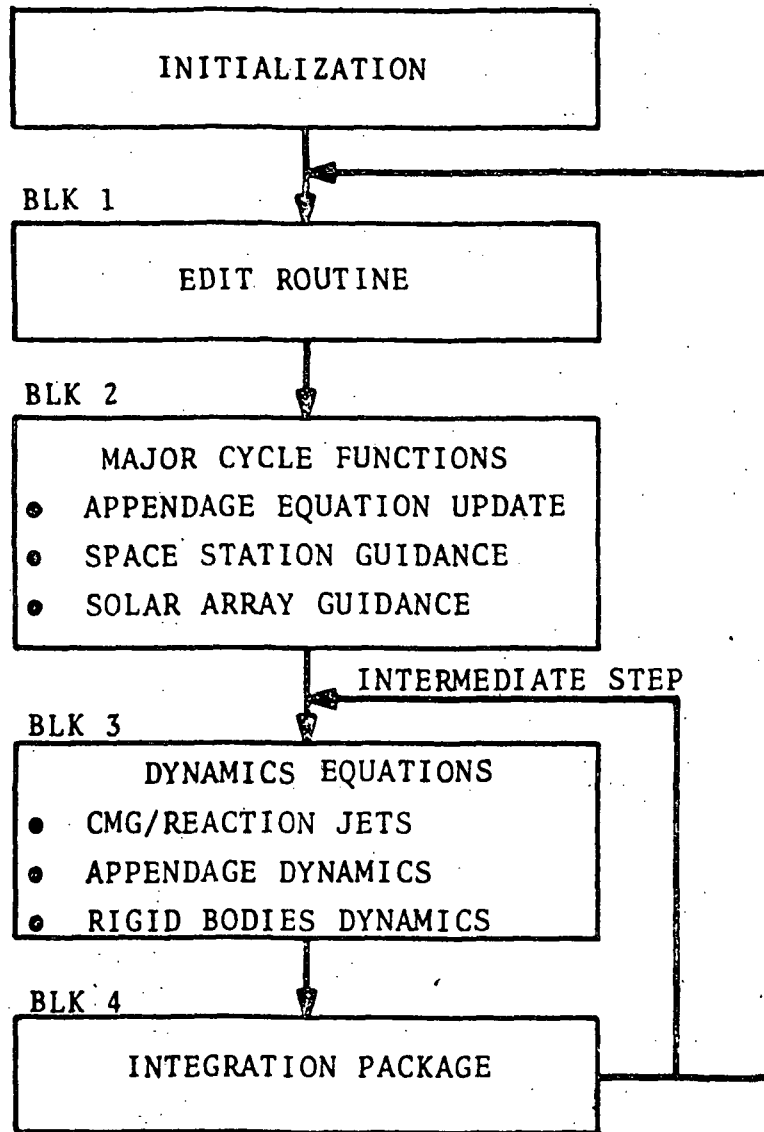 INITIALIZATION
BLK 1
EDIT ROUTINE
BLK 2
MAJOR CYCLE FUNCTIONS
• APPENDAGE EQUATION UPDATE
• SPACE STATION GUIDANCE
• SOLAR ARRAY GUIDANCE
INTERMEDIATE STEP
BLK 3
DYNAMICS EQUATIONS
• CMG/REACTION JETS
• APPENDAGE DYNAMICS
• RIGID BODIES DYNAMICS
BLK 4
INTEGRATION PACKAGE